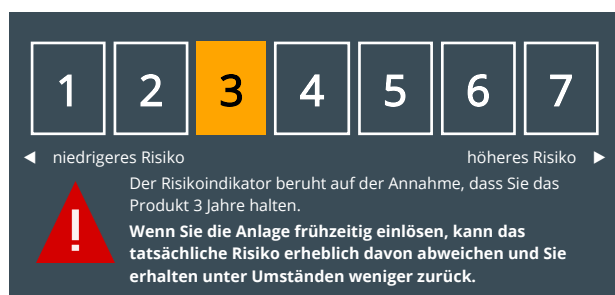 1 2 3 4 5 6 7
niedrigeres Risiko höheres Risiko
Der Risikoindikator beruht auf der Annahme, dass Sie das
Produkt 3 Jahre halten.
Wenn Sie die Anlage frühzeitig einlösen, kann das
tatsächliche Risiko erheblich davon abweichen und Sie
erhalten unter Umständen weniger zurück.